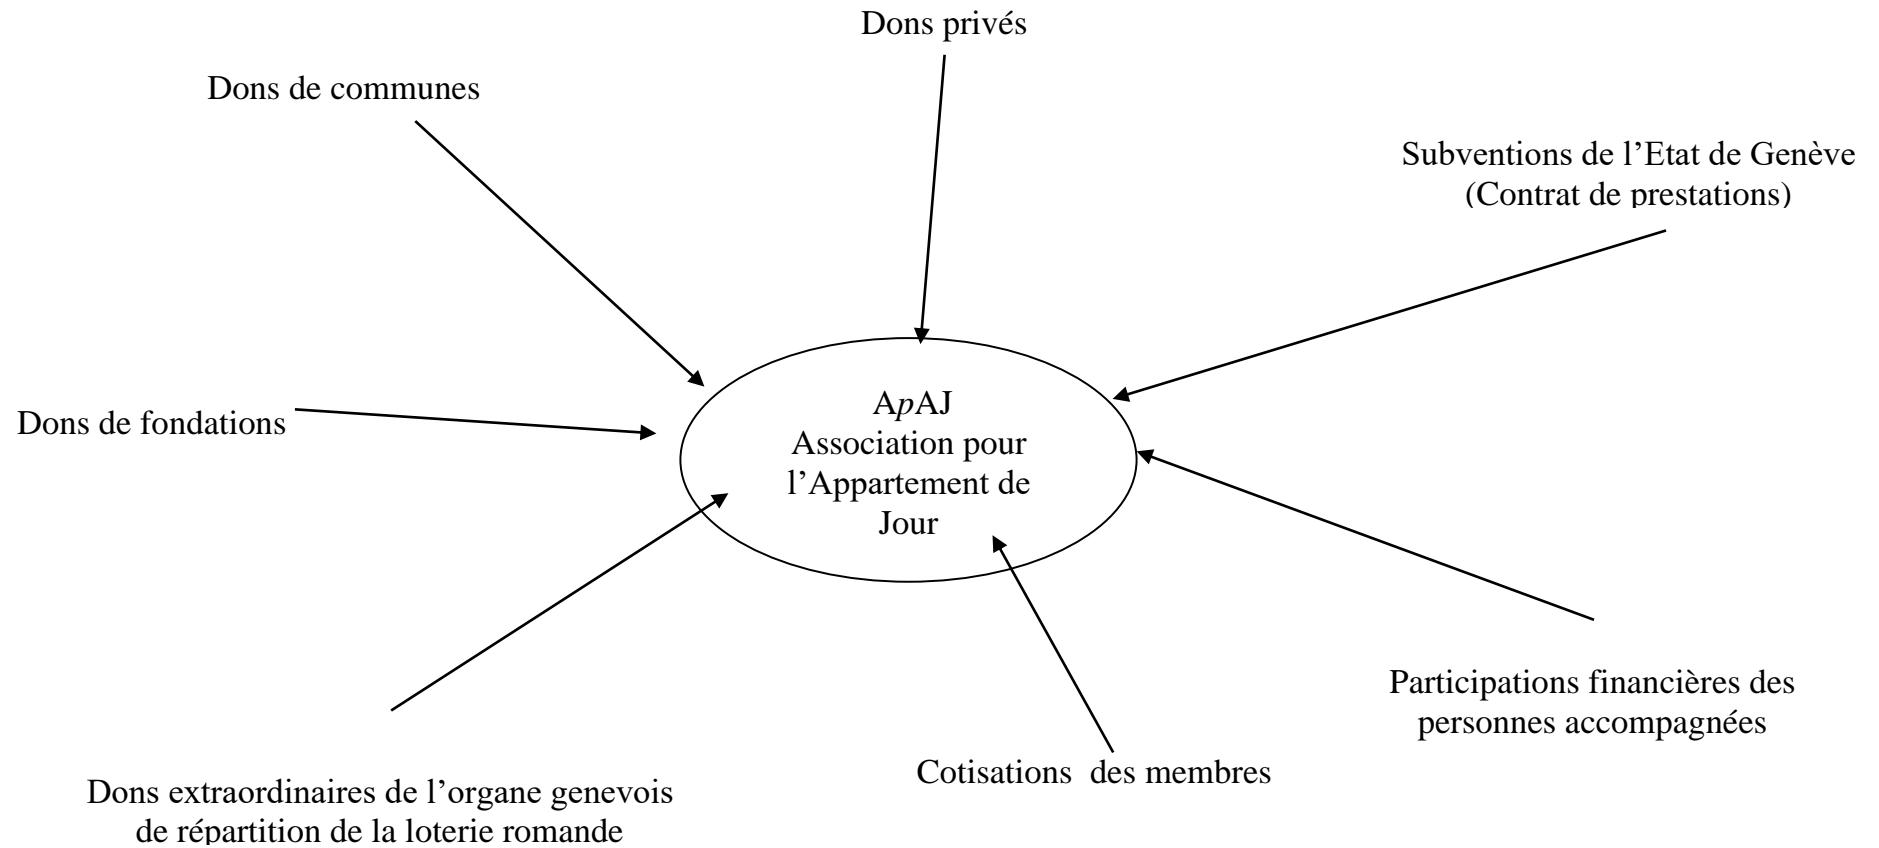 Dons privés
Dons de communes
Subventions de l’Etat de Genève
(Contrat de prestations)
ApAJ
Association pour
l’Appartement de
Jour
Dons de fondations
Participations financières des
personnes accompagnées
Cotisations  des membres
Dons extraordinaires de l’organe genevois
de répartition de la loterie romande